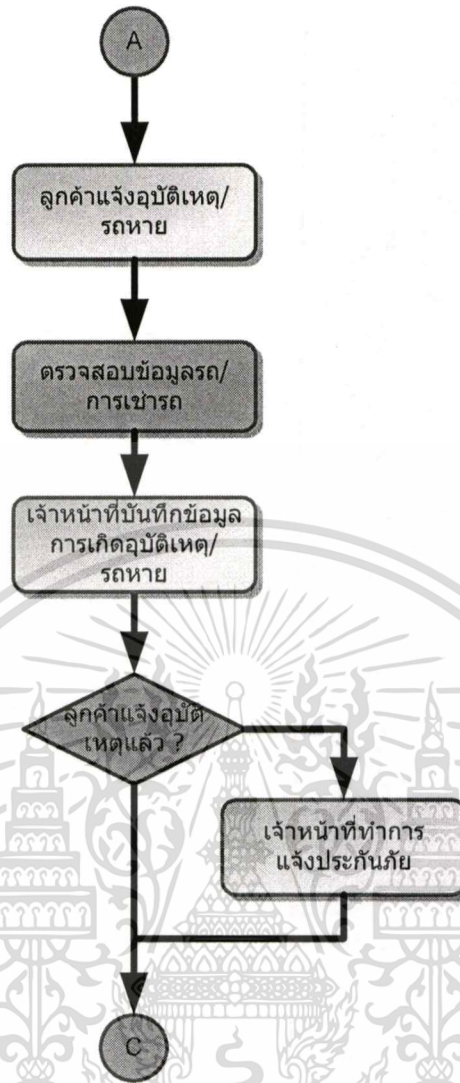 A
ลูกค้าแจ้งอุบัติเหตุ/
รถหาย
ตรวจสอบข้อมูลรถ/
การเช่ารถ
เจ้าหน้าที่บันทึกข้อมูล
การเกิดอุบัติเหตุ/
รถหาย
ลูกค้าแจ้งอุบัติ
เหตุแล้ว ?
เจ้าหน้าที่ทำการ
แจ้งประกันภัย
C